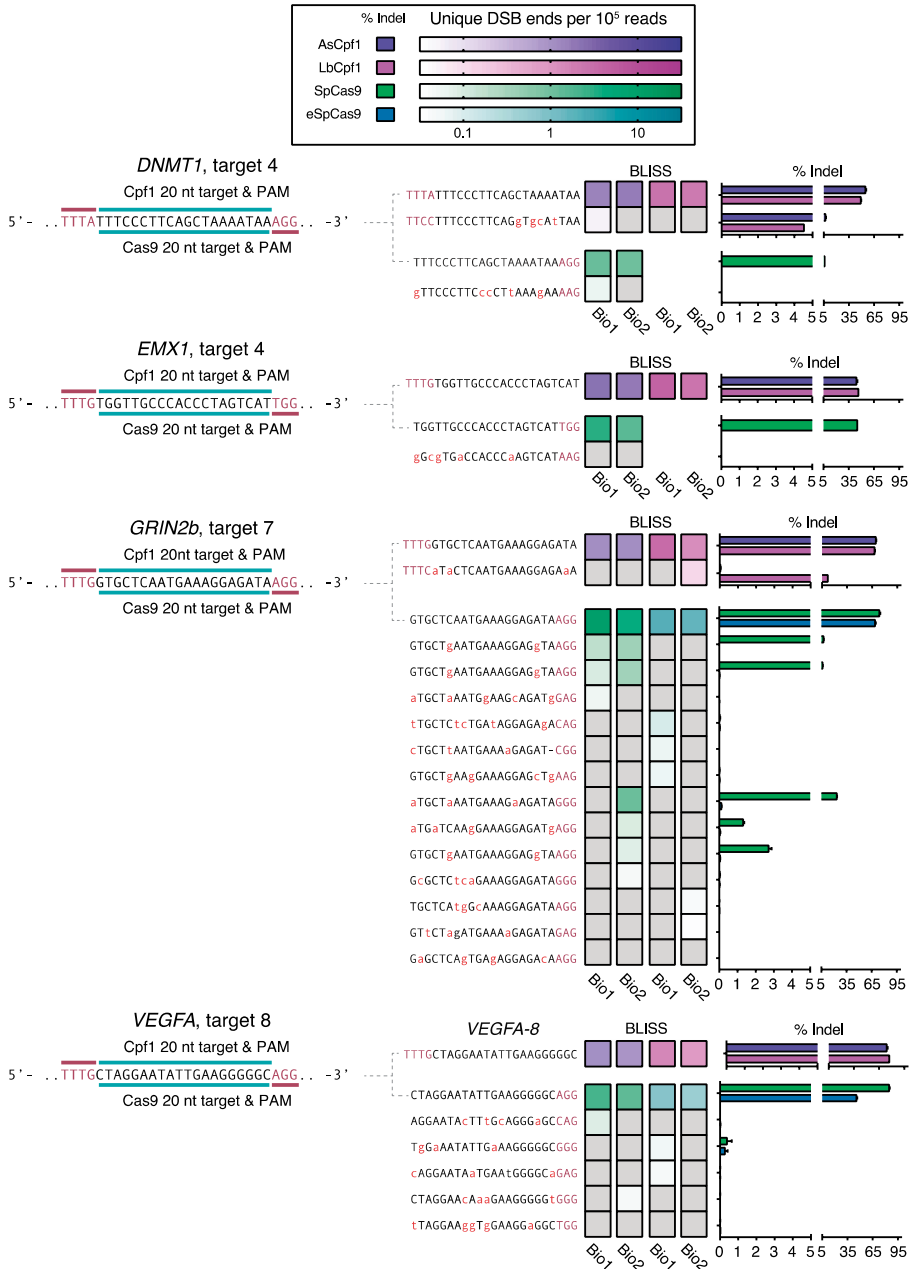 % Indel Unique DSB ends per 10⁵ reads
AsCpf1
LbCpf1
SpCas9
eSpCas9
0.1 1 10
DNMT1, target 4
Cpf1 20 nt target & PAM
5'- ..TTTATTTCCCTTCAGCTAAAATAAAGG.. -3'
Cas9 20 nt target & PAM
BLISS % Indel
TTTATTTCCCTTCAGCTAAAATAA
TTCCTTTCCCTTCAGgTgcAtTAA
TTTCCCTTCAGCTAAAATAAAGG
gTTCCCTTCccCTtAAAgAAAAG
Bio1 Bio2 Bio1 Bio2
0 1 2 3 4 5 5 35 65 95
EMX1, target 4
Cpf1 20 nt target & PAM
5'- ..TTTGTGGTTGCCCACCCTAGTCATTGG.. -3'
Cas9 20 nt target & PAM
BLISS % Indel
TTTGTGGTTGCCCACCCTAGTCAT
TGGTTGCCCACCCTAGTCATTGG
gGcgTGaCCACCCaAGTCATAAG
Bio1 Bio2 Bio1 Bio2
0 1 2 3 4 5 5 35 65 95
GRIN2b, target 7
Cpf1 20nt target & PAM
5'- ..TTTGGTGCTCAATGAAAGGAGATAAGG.. -3'
Cas9 20 nt target & PAM
BLISS % Indel
TTTGGTGCTCAATGAAAGGAGATA
TTTCaTaCTCAATGAAAGGAGAaA
GTGCTCAATGAAAGGAGATAAGG
GTGCTgAATGAAAGGAGgTAAGG
GTGCTgAATGAAAGGAGgTAAGG
aTGCTaAATGgAAGcAGATgGAG
tTGCTCtcTGAtAGGAGAgACAG
cTGCTtAATGAAAaGAGAT-CGG
GTGCTgAAgGAAAGGAGcTgAAG
aTGCTaAATGAAAGaAGATAGGG
aTGaTCAAgGAAAGGAGATgAGG
GTGCTgAATGAAAGGAGgTAAGG
GcGCTCtcaGAAAGGAGATAGGG
TGCTCAtgGcAAAGGAGATAAGG
GTtCTagATGAAAaGAGATAGAG
GaGCTCAgTGAgAGGAGAcAAGG
Bio1 Bio2 Bio1 Bio2
0 1 2 3 4 5 5 35 65 95
VEGFA, target 8
Cpf1 20 nt target & PAM
5'- ..TTTGCTAGGAATATTGAAGGGGGCAGG.. -3'
Cas9 20 nt target & PAM
VEGFA-8 BLISS % Indel
TTTGCTAGGAATATTGAAGGGGGC
CTAGGAATATTGAAGGGGGCAGG
AGGAATAcTTtGcAGGGagCCAG
TgGaAATATTGaAAGGGGGCGGG
cAGGAATAaTGAAtGGGGCaGAG
CTAGGAAcAaaGAAGGGGGtGGG
tTAGGAAggTgGAAGGaGGCTGG
Bio1 Bio2 Bio1 Bio2
0 1 2 3 4 5 5 35 65 95